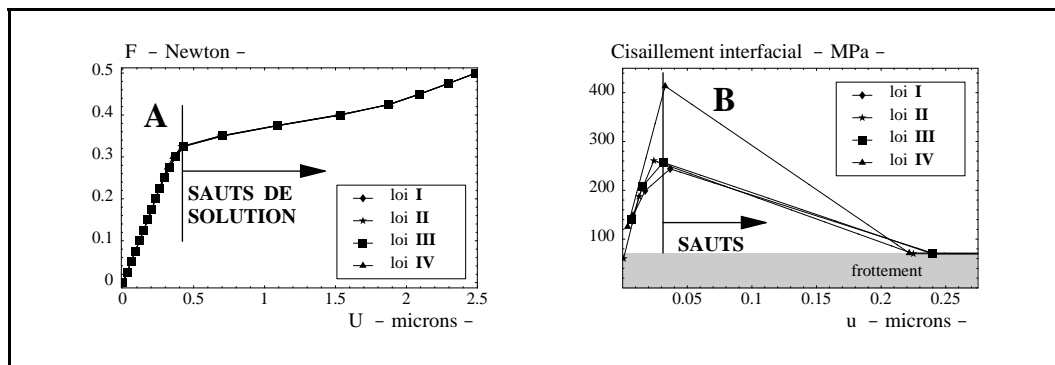 F – Newton
0.5
0.4
0.3
0.2
0.1
0
A
SAUTS DE
SOLUTION
loi I
loi II
loi III
loi IV
0 0.5 1 1.5 2 2.5
U – microns –
Cisaillement interfacial – MPa
400
300
200
100
B
loi I
loi II
loi III
loi IV
SAUTS
frottement
0.05 0.1 0.15 0.2 0.25
u – microns –